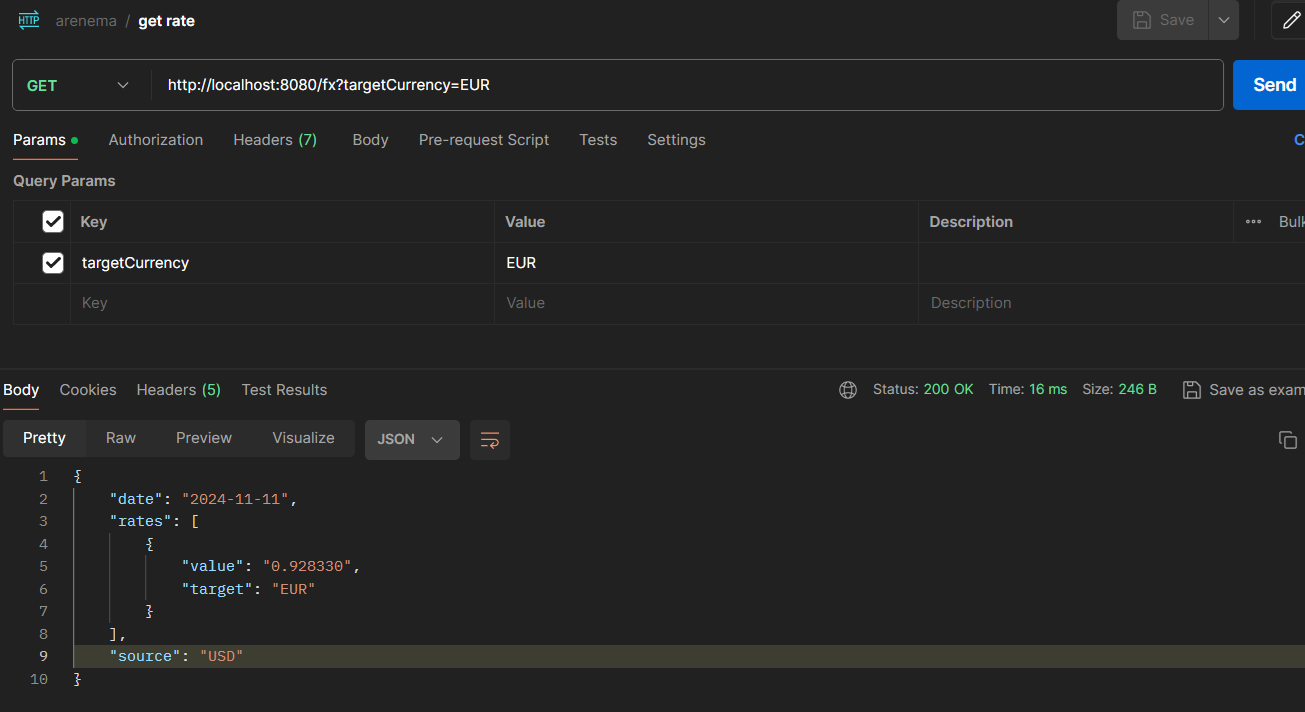 HTTP arenema / get rate Save
GET http://localhost:8080/fx?targetCurrency=EUR Send
Params Authorization Headers (7) Body Pre-request Script Tests Settings C
Query Params
Key Value Description Bulk
targetCurrency EUR
Key Value Description
Body Cookies Headers (5) Test Results Status: 200 OK Time: 16 ms Size: 246 B Save as exam
Pretty Raw Preview Visualize JSON
1 {
2 "date": "2024-11-11",
3 "rates": [
4 {
5 "value": "0.928330",
6 "target": "EUR"
7 }
8 ],
9 "source": "USD"
10 }